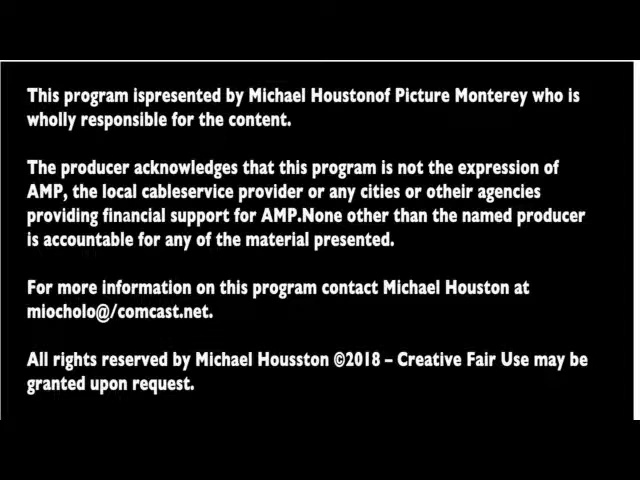 This program ispresented by Michael Houstonof Picture Monterey who is
wholly responsible for the content.
The producer acknowledges that this program is not the expression of
AMP, the local cableservice provider or any cities or otheir agencies
providing financial support for AMP.None other than the named producer
is accountable for any of the material presented.
For more information on this program contact Michael Houston at
miocholo@/comcast.net.
All rights reserved by Michael Housston ©2018 – Creative Fair Use may be
granted upon request.